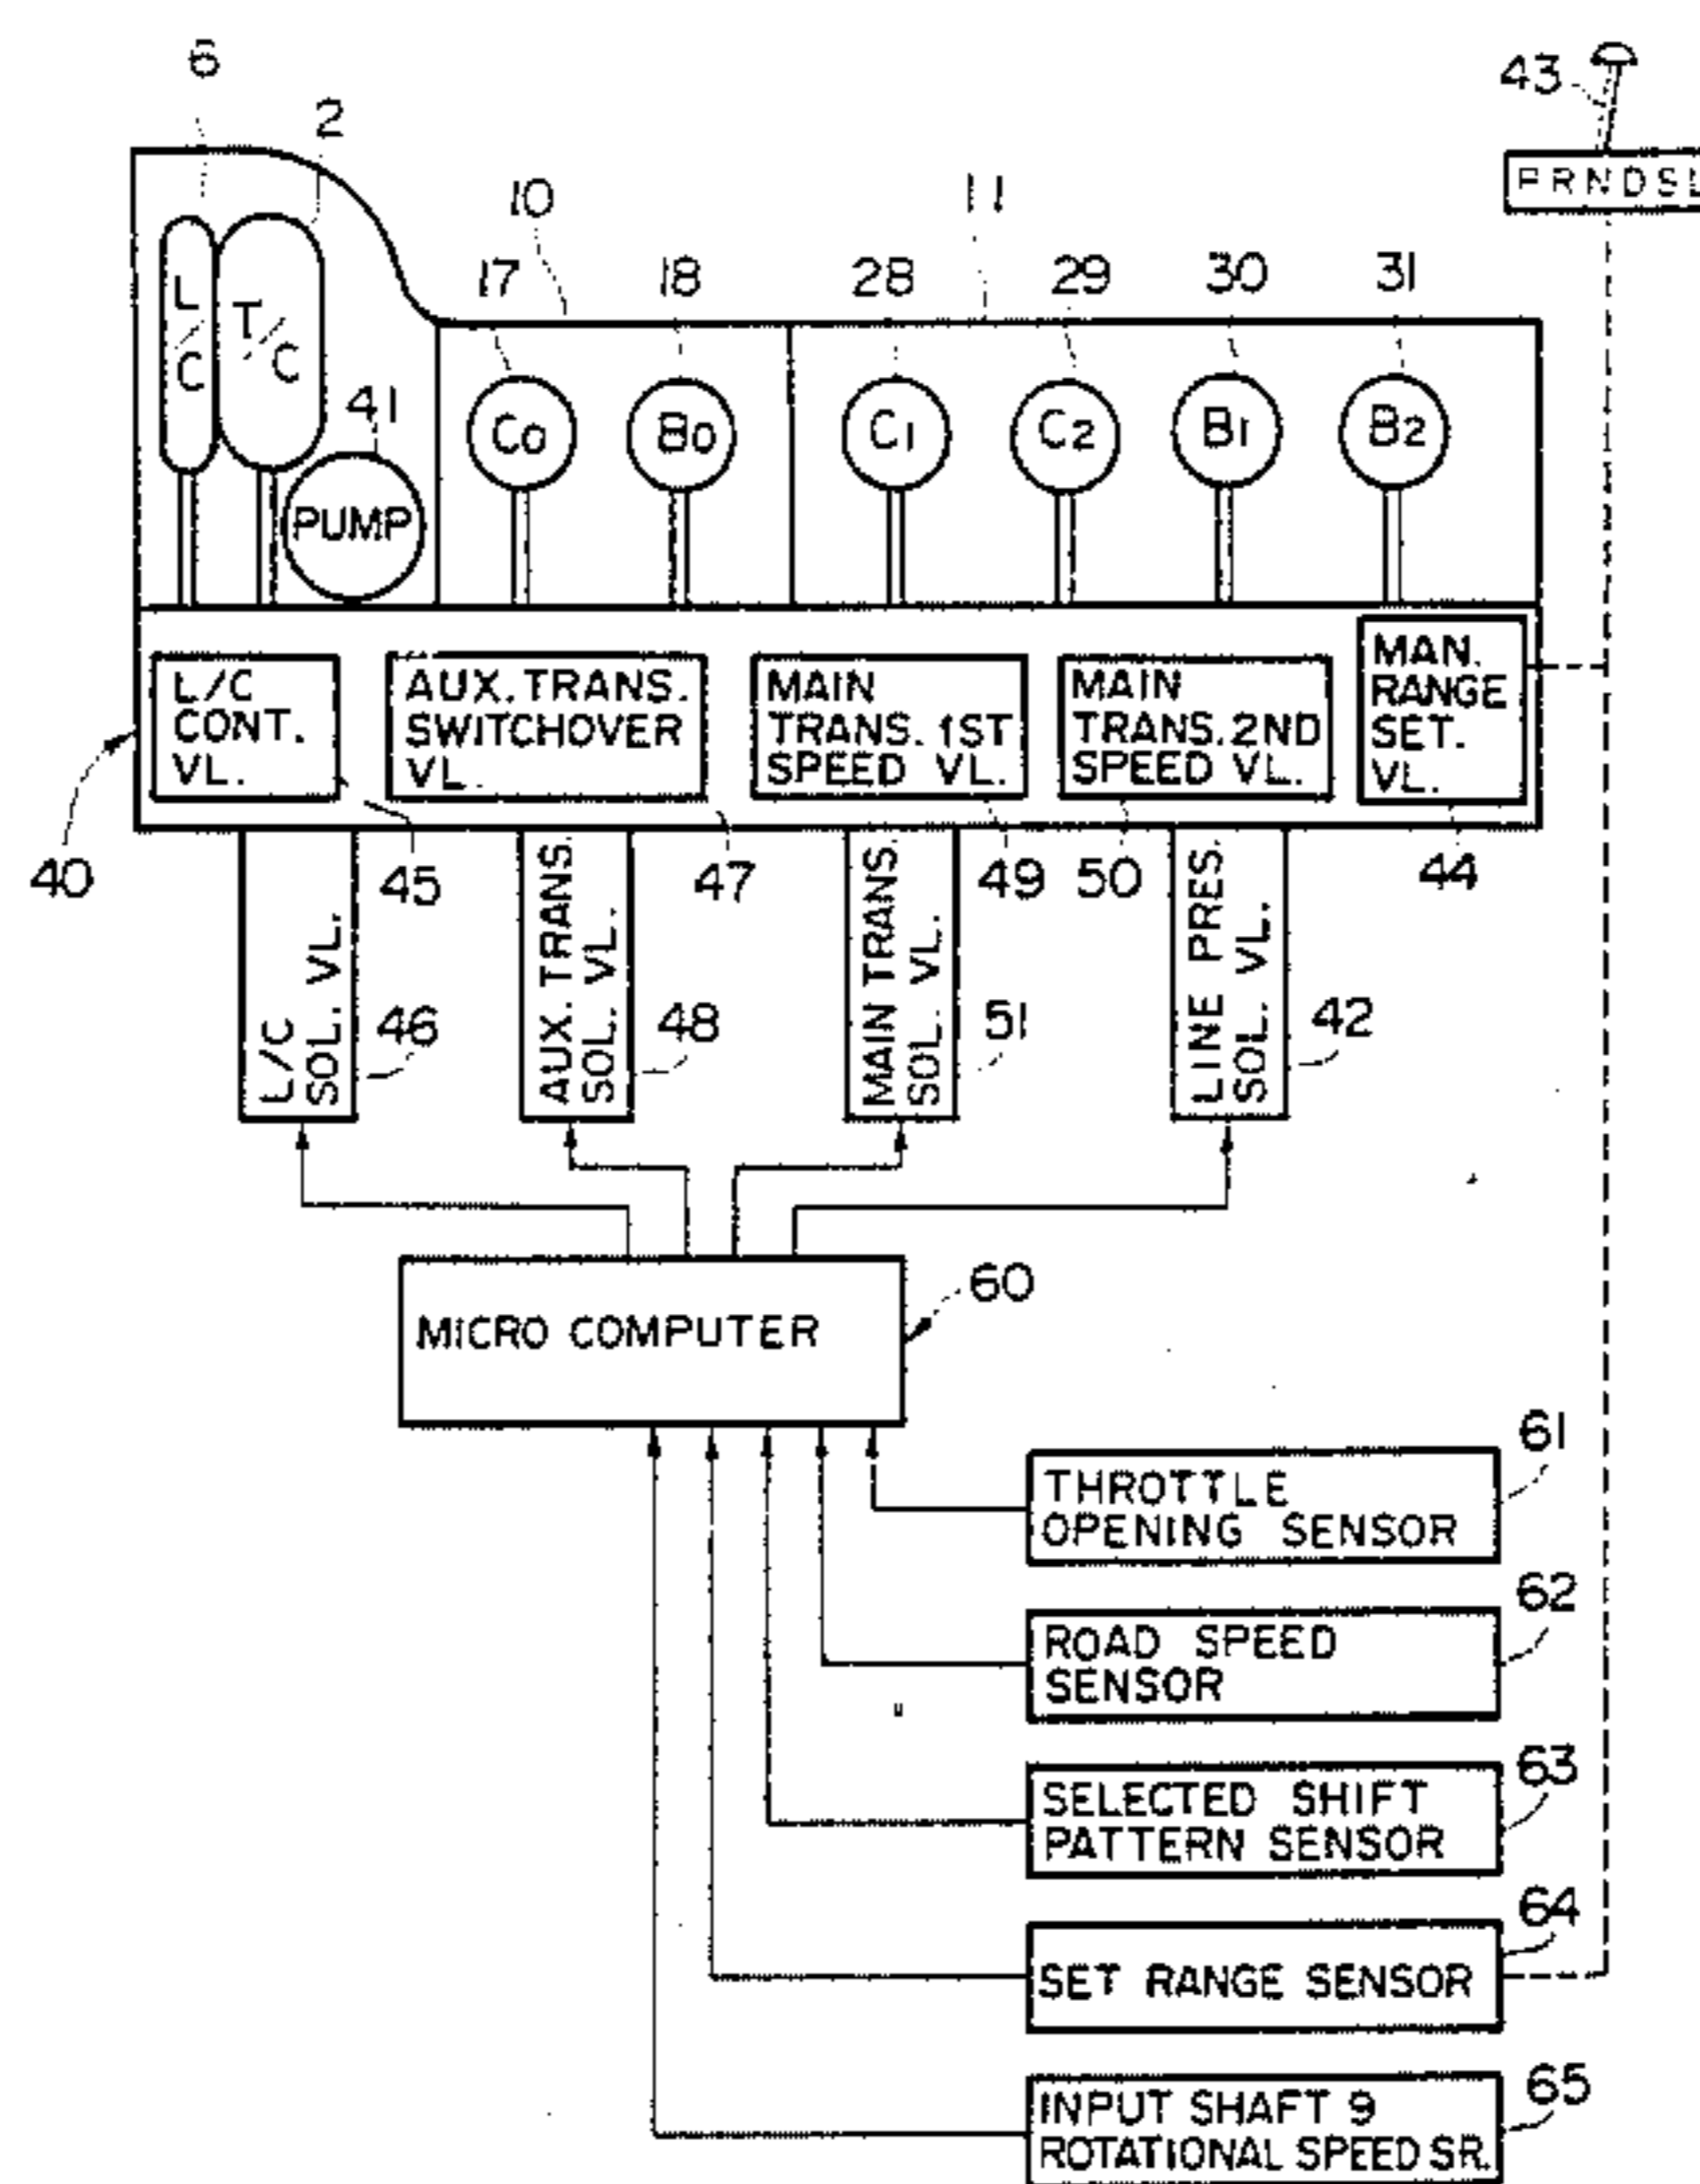 6
2
43
PRNDSL
10
11
17
18
28
29
30
31
L/C
T/C
41
C0
B0
C1
C2
B1
B2
PUMP
L/C
CONT.
VL.
AUX. TRANS.
SWITCHOVER
VL.
MAIN
TRANS. 1ST
SPEED VL.
MAIN
TRANS. 2ND
SPEED VL.
MAN.
RANGE
SET.
VL.
40
45
47
49
50
44
L/C
SOL. VL.
46
AUX. TRANS.
SOL. VL.
48
MAIN TRANS.
SOL. VL.
51
LINE PRES.
SOL. VL.
42
MICRO COMPUTER
60
61
THROTTLE
OPENING SENSOR
62
ROAD SPEED
SENSOR
63
SELECTED SHIFT
PATTERN SENSOR
64
SET RANGE SENSOR
65
INPUT SHAFT 9
ROTATIONAL SPEED SR.